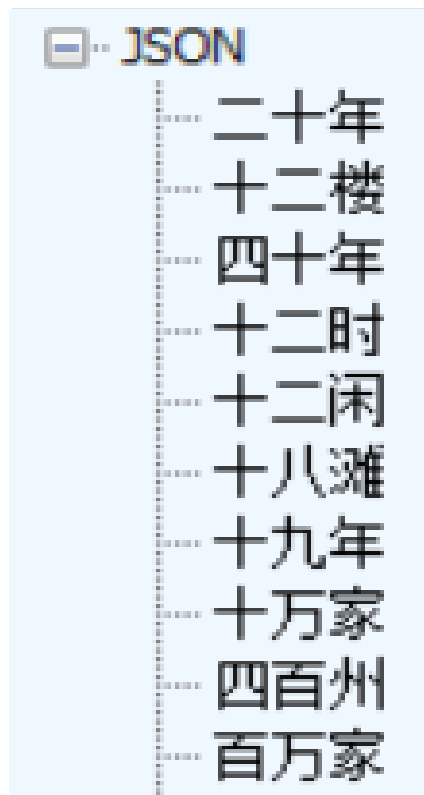 JSON
二十年
十二楼
四十年
十二时
十二闲
十八滩
十九年
十万家
四百州
百万家